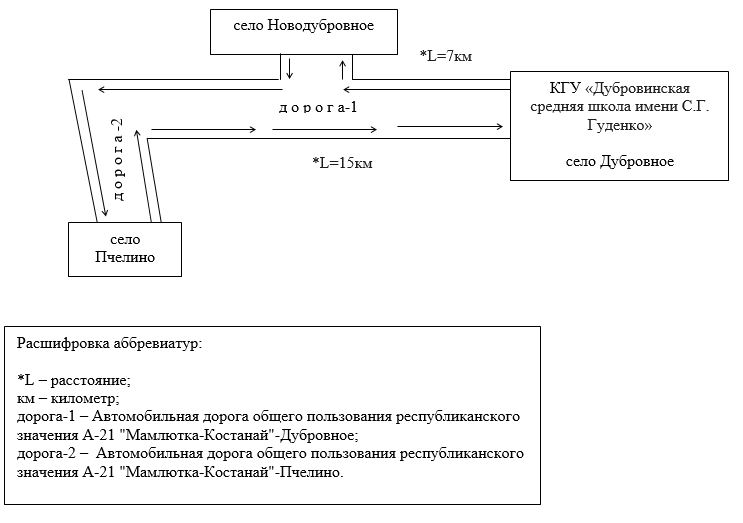 село Новодубровное
*L=7км
КГУ «Дубровинская
средняя школа имени С.Г.
Гуденко»
село Дубровное
д о р о г а-1
д о р о г а -2
*L=15км
село
Пчелино
Расшифровка аббревиатур:
*L – расстояние;
км – километр;
дорога-1 – Автомобильная дорога общего пользования республиканского
значения А-21 "Мамлютка-Костанай"-Дубровное;
дорога-2 – Автомобильная дорога общего пользования республиканского
значения А-21 "Мамлютка-Костанай"-Пчелино.